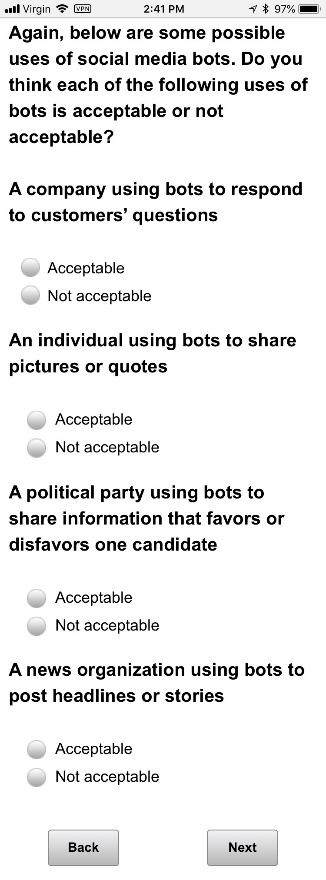 Virgin VPN 2:41 PM 97%
Again, below are some possible
uses of social media bots. Do you
think each of the following uses of
bots is acceptable or not
acceptable?
A company using bots to respond
to customers’ questions
Acceptable
Not acceptable
An individual using bots to share
pictures or quotes
Acceptable
Not acceptable
A political party using bots to
share information that favors or
disfavors one candidate
Acceptable
Not acceptable
A news organization using bots to
post headlines or stories
Acceptable
Not acceptable
Back Next